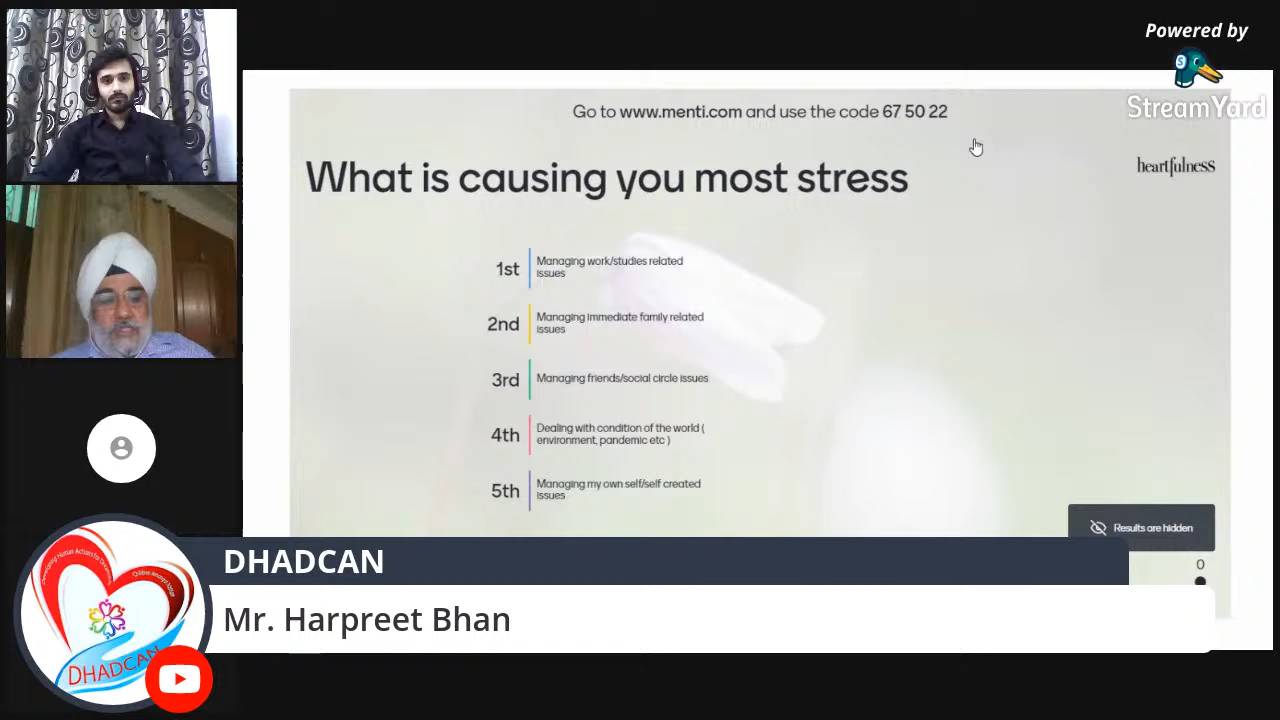 Powered by
StreamYard
Go to www.menti.com and use the code 67 50 22
heartfulness
What is causing you most stress
1st
Managing work/studies related
issues
2nd
Managing immediate family related
issues
3rd
Managing friends/social circle issues
4th
Dealing with condition of the world (
environment, pandemic etc )
5th
Managing my own self/self created
issues
Results are hidden
0
DHADCAN
Mr. Harpreet Bhan
DHADCAN